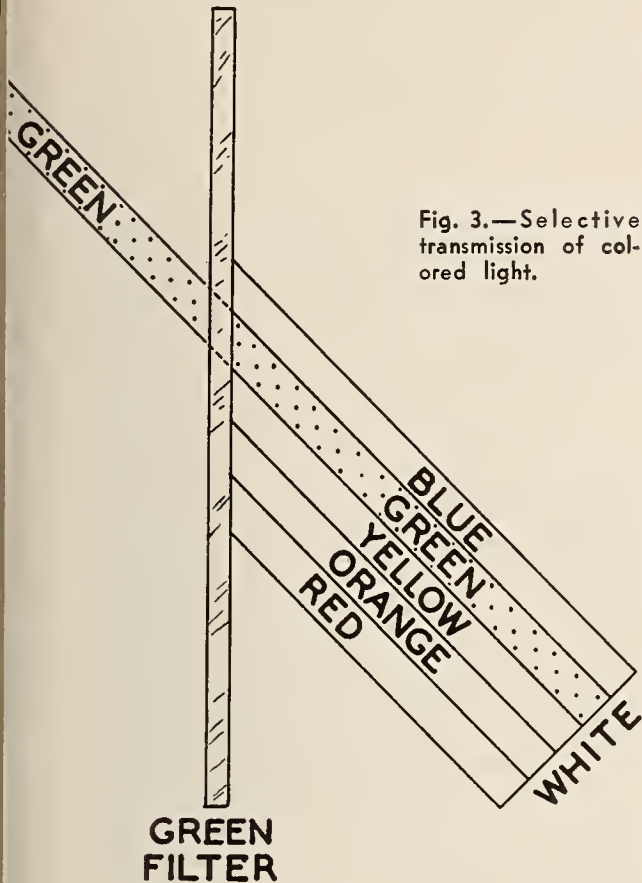 GREEN
Fig. 3.—Selective
transmission of col-
ored light.
BLUE
GREEN
YELLOW
ORANGE
RED
WHITE
GREEN
FILTER